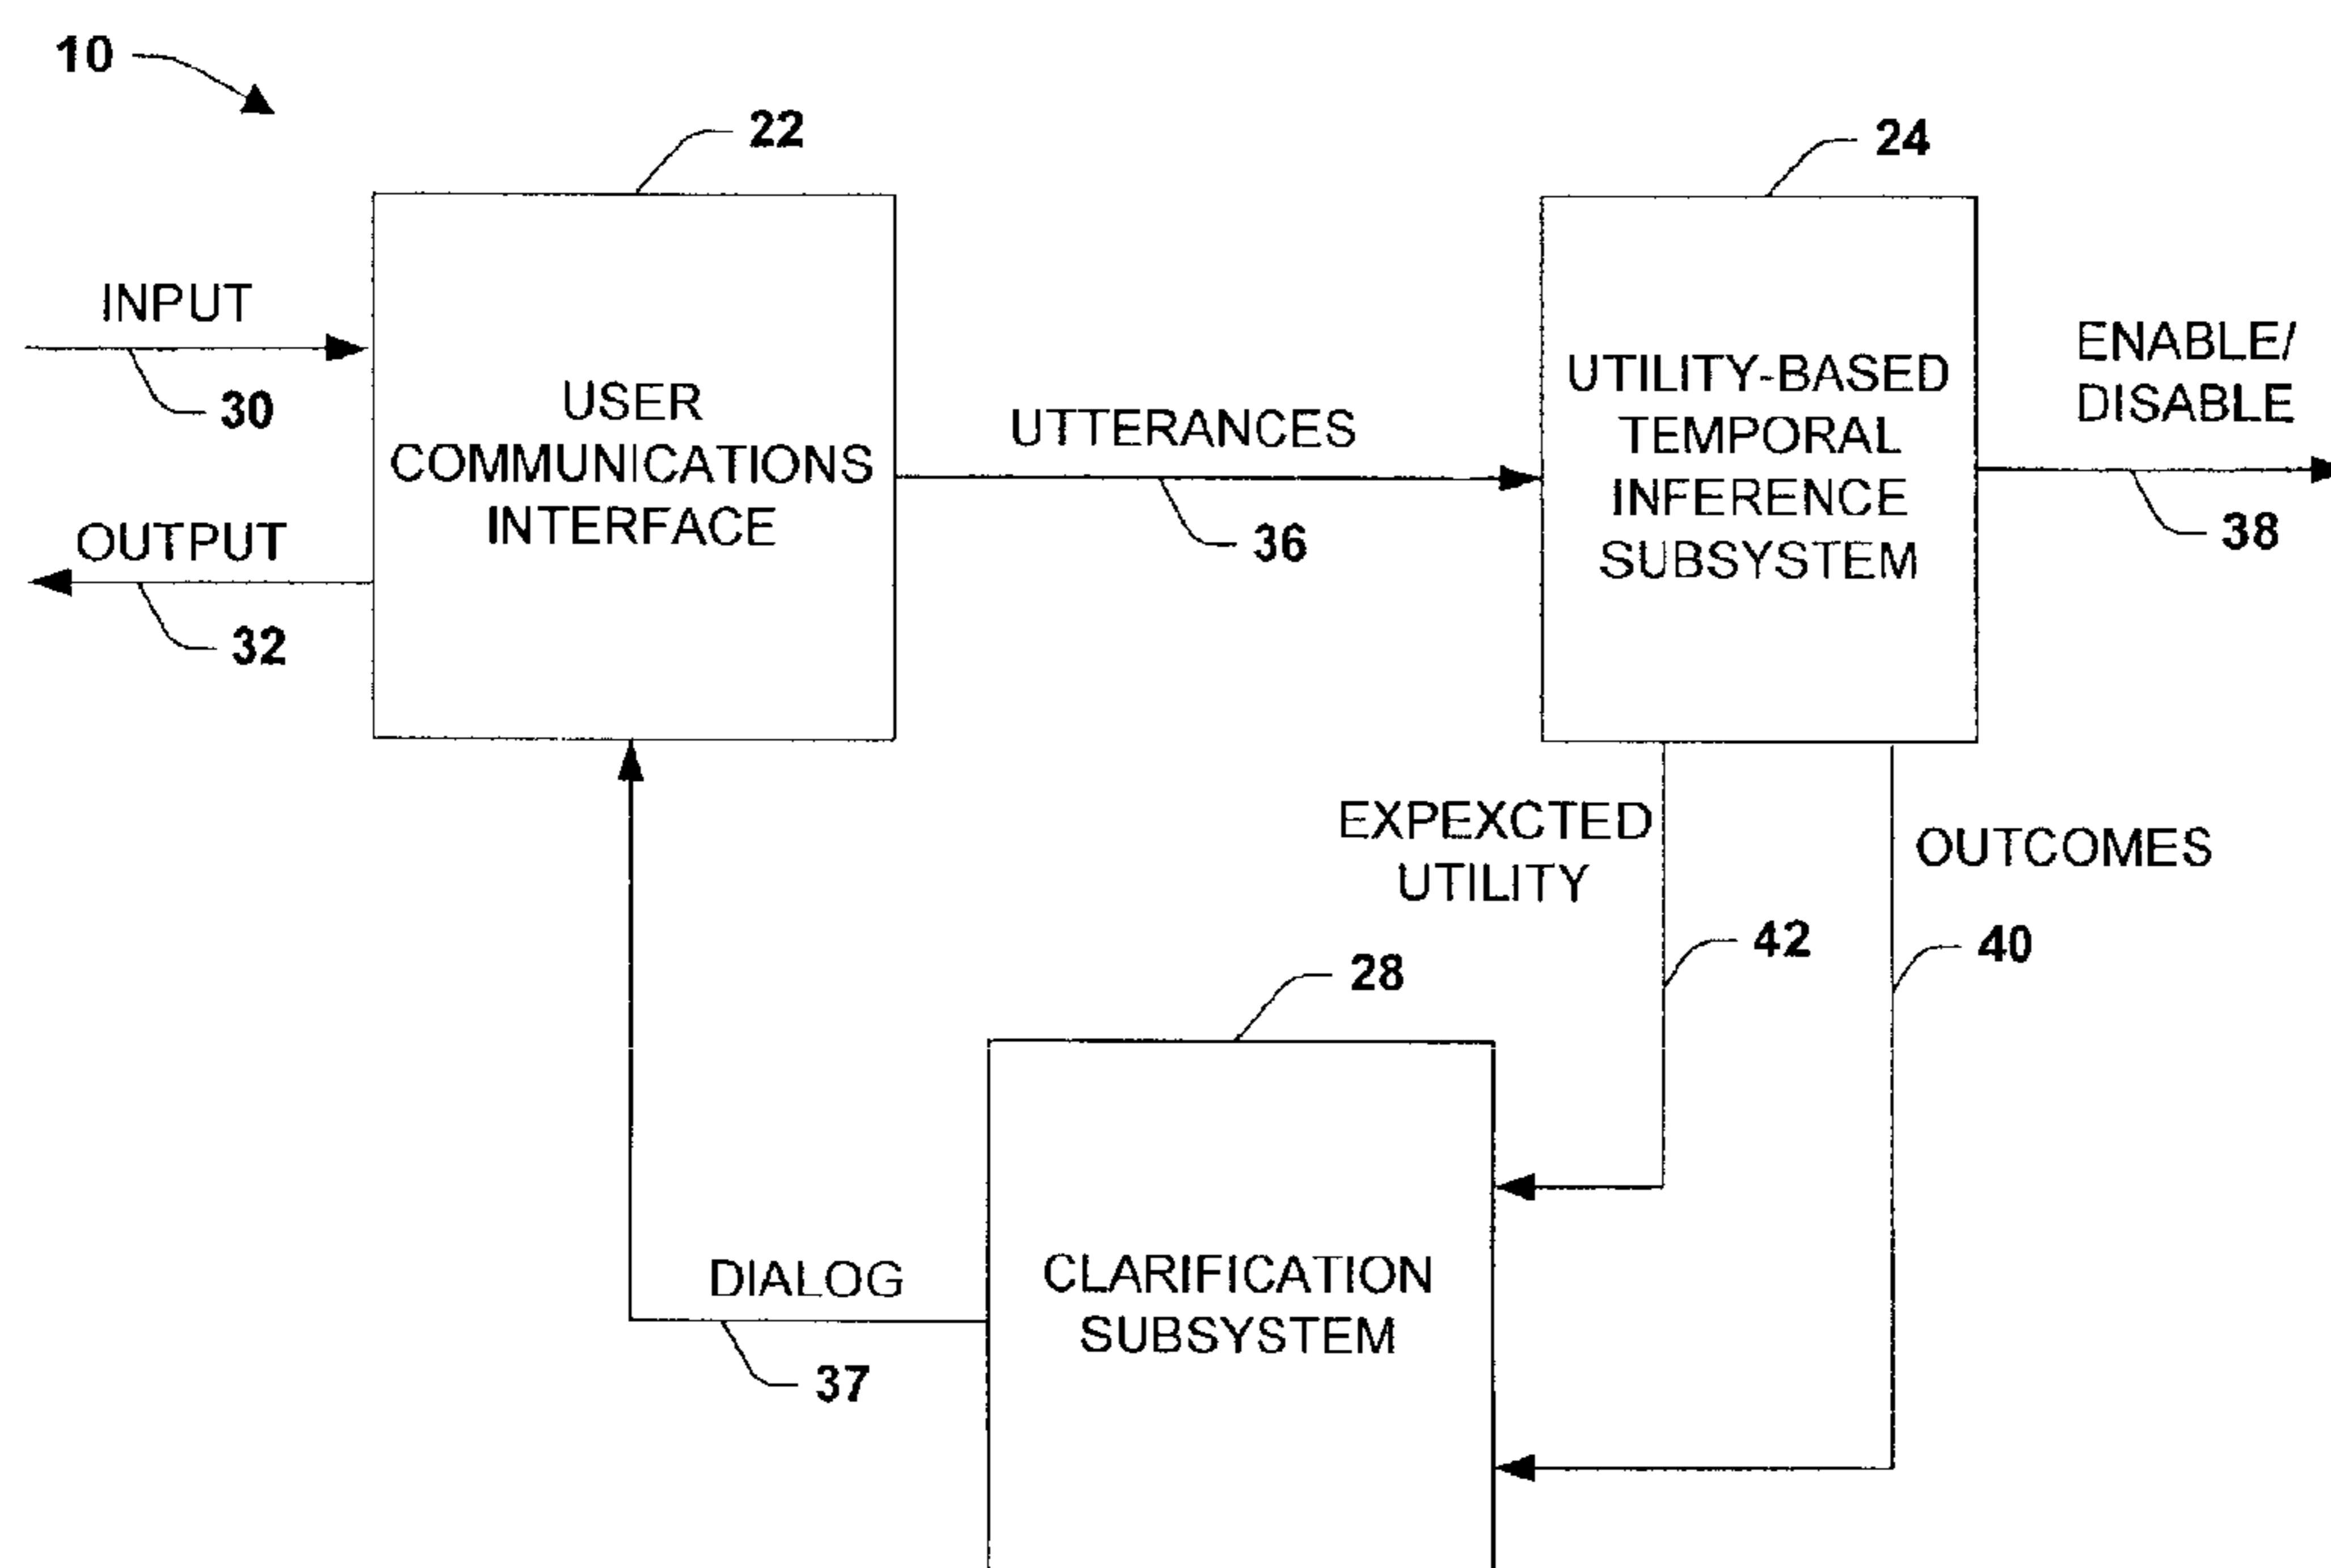 10
22
24
INPUT
30
USER
COMMUNICATIONS
INTERFACE
OUTPUT
32
UTTERANCES
36
UTILITY-BASED
TEMPORAL
INFERENCE
SUBSYSTEM
ENABLE/
DISABLE
38
EXPEXCTED
UTILITY
OUTCOMES
42
40
28
CLARIFICATION
SUBSYSTEM
DIALOG
37